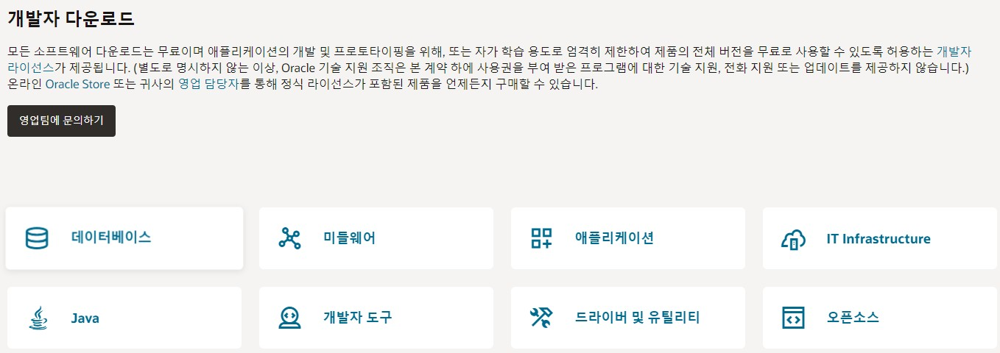 개발자 다운로드
모든 소프트웨어 다운로드는 무료이며 애플리케이션의 개발 및 프로토타이핑을 위해, 또는 자가 학습 용도로 엄격히 제한하여 제품의 전체 버전을 무료로 사용할 수 있도록 허용하는 개발자
라이선스가 제공됩니다. (별도로 명시하지 않는 이상, Oracle 기술 지원 조직은 본 계약 하에 사용권을 부여 받은 프로그램에 대한 기술 지원, 전화 지원 또는 업데이트를 제공하지 않습니다.)
온라인 Oracle Store 또는 귀사의 영업 담당자를 통해 정식 라이선스가 포함된 제품을 언제든지 구매할 수 있습니다.
영업팀에 문의하기
데이터베이스
미들웨어
애플리케이션
IT Infrastructure
Java
개발자 도구
드라이버 및 유틸리티
오픈소스